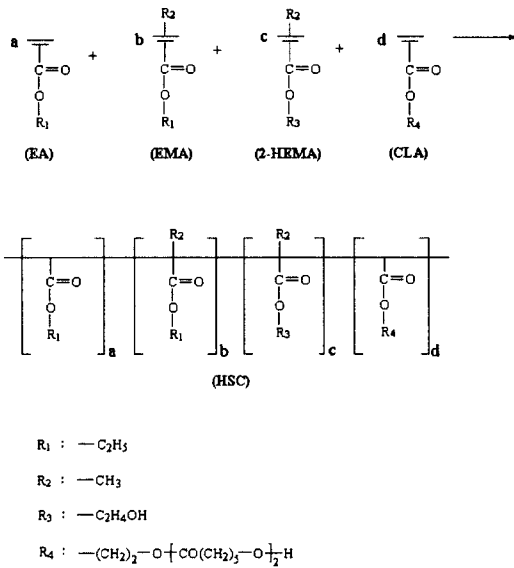 R₂ R₂
a + b + c + d
C=O C=O C=O C=O
O O O O
R₁ R₁ R₃ R₄
(EA) (EMA) (2-HEMA) (CLA)
R₂ R₂
C=O C=O C=O C=O
O O O O
R₁ R₁ R₃ R₄
a b c d
(HSC)
R₁ : —C₂H₅
R₂ : —CH₃
R₃ : —C₂H₄OH
R₄ : —(CH₂)₂—O—(CO(CH₂)₅—O)₂—H